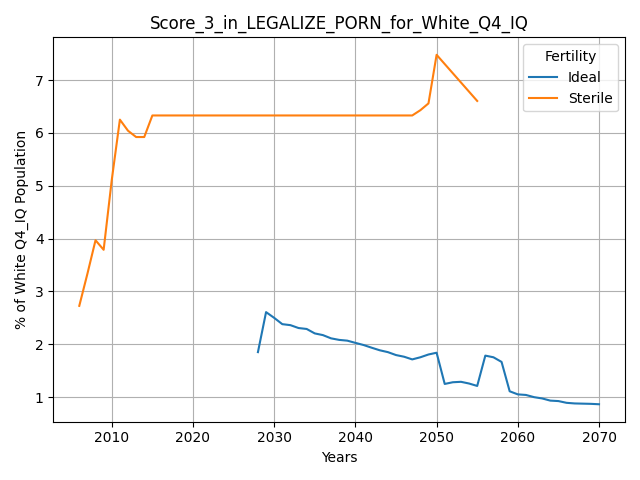 Score_3_in_LEGALIZE_PORN_for_White_Q4_IQ
% of White Q4_IQ Population
7
6
5
4
3
2
1
Fertility
Ideal
Sterile
2010 2020 2030 2040 2050 2060 2070
Years